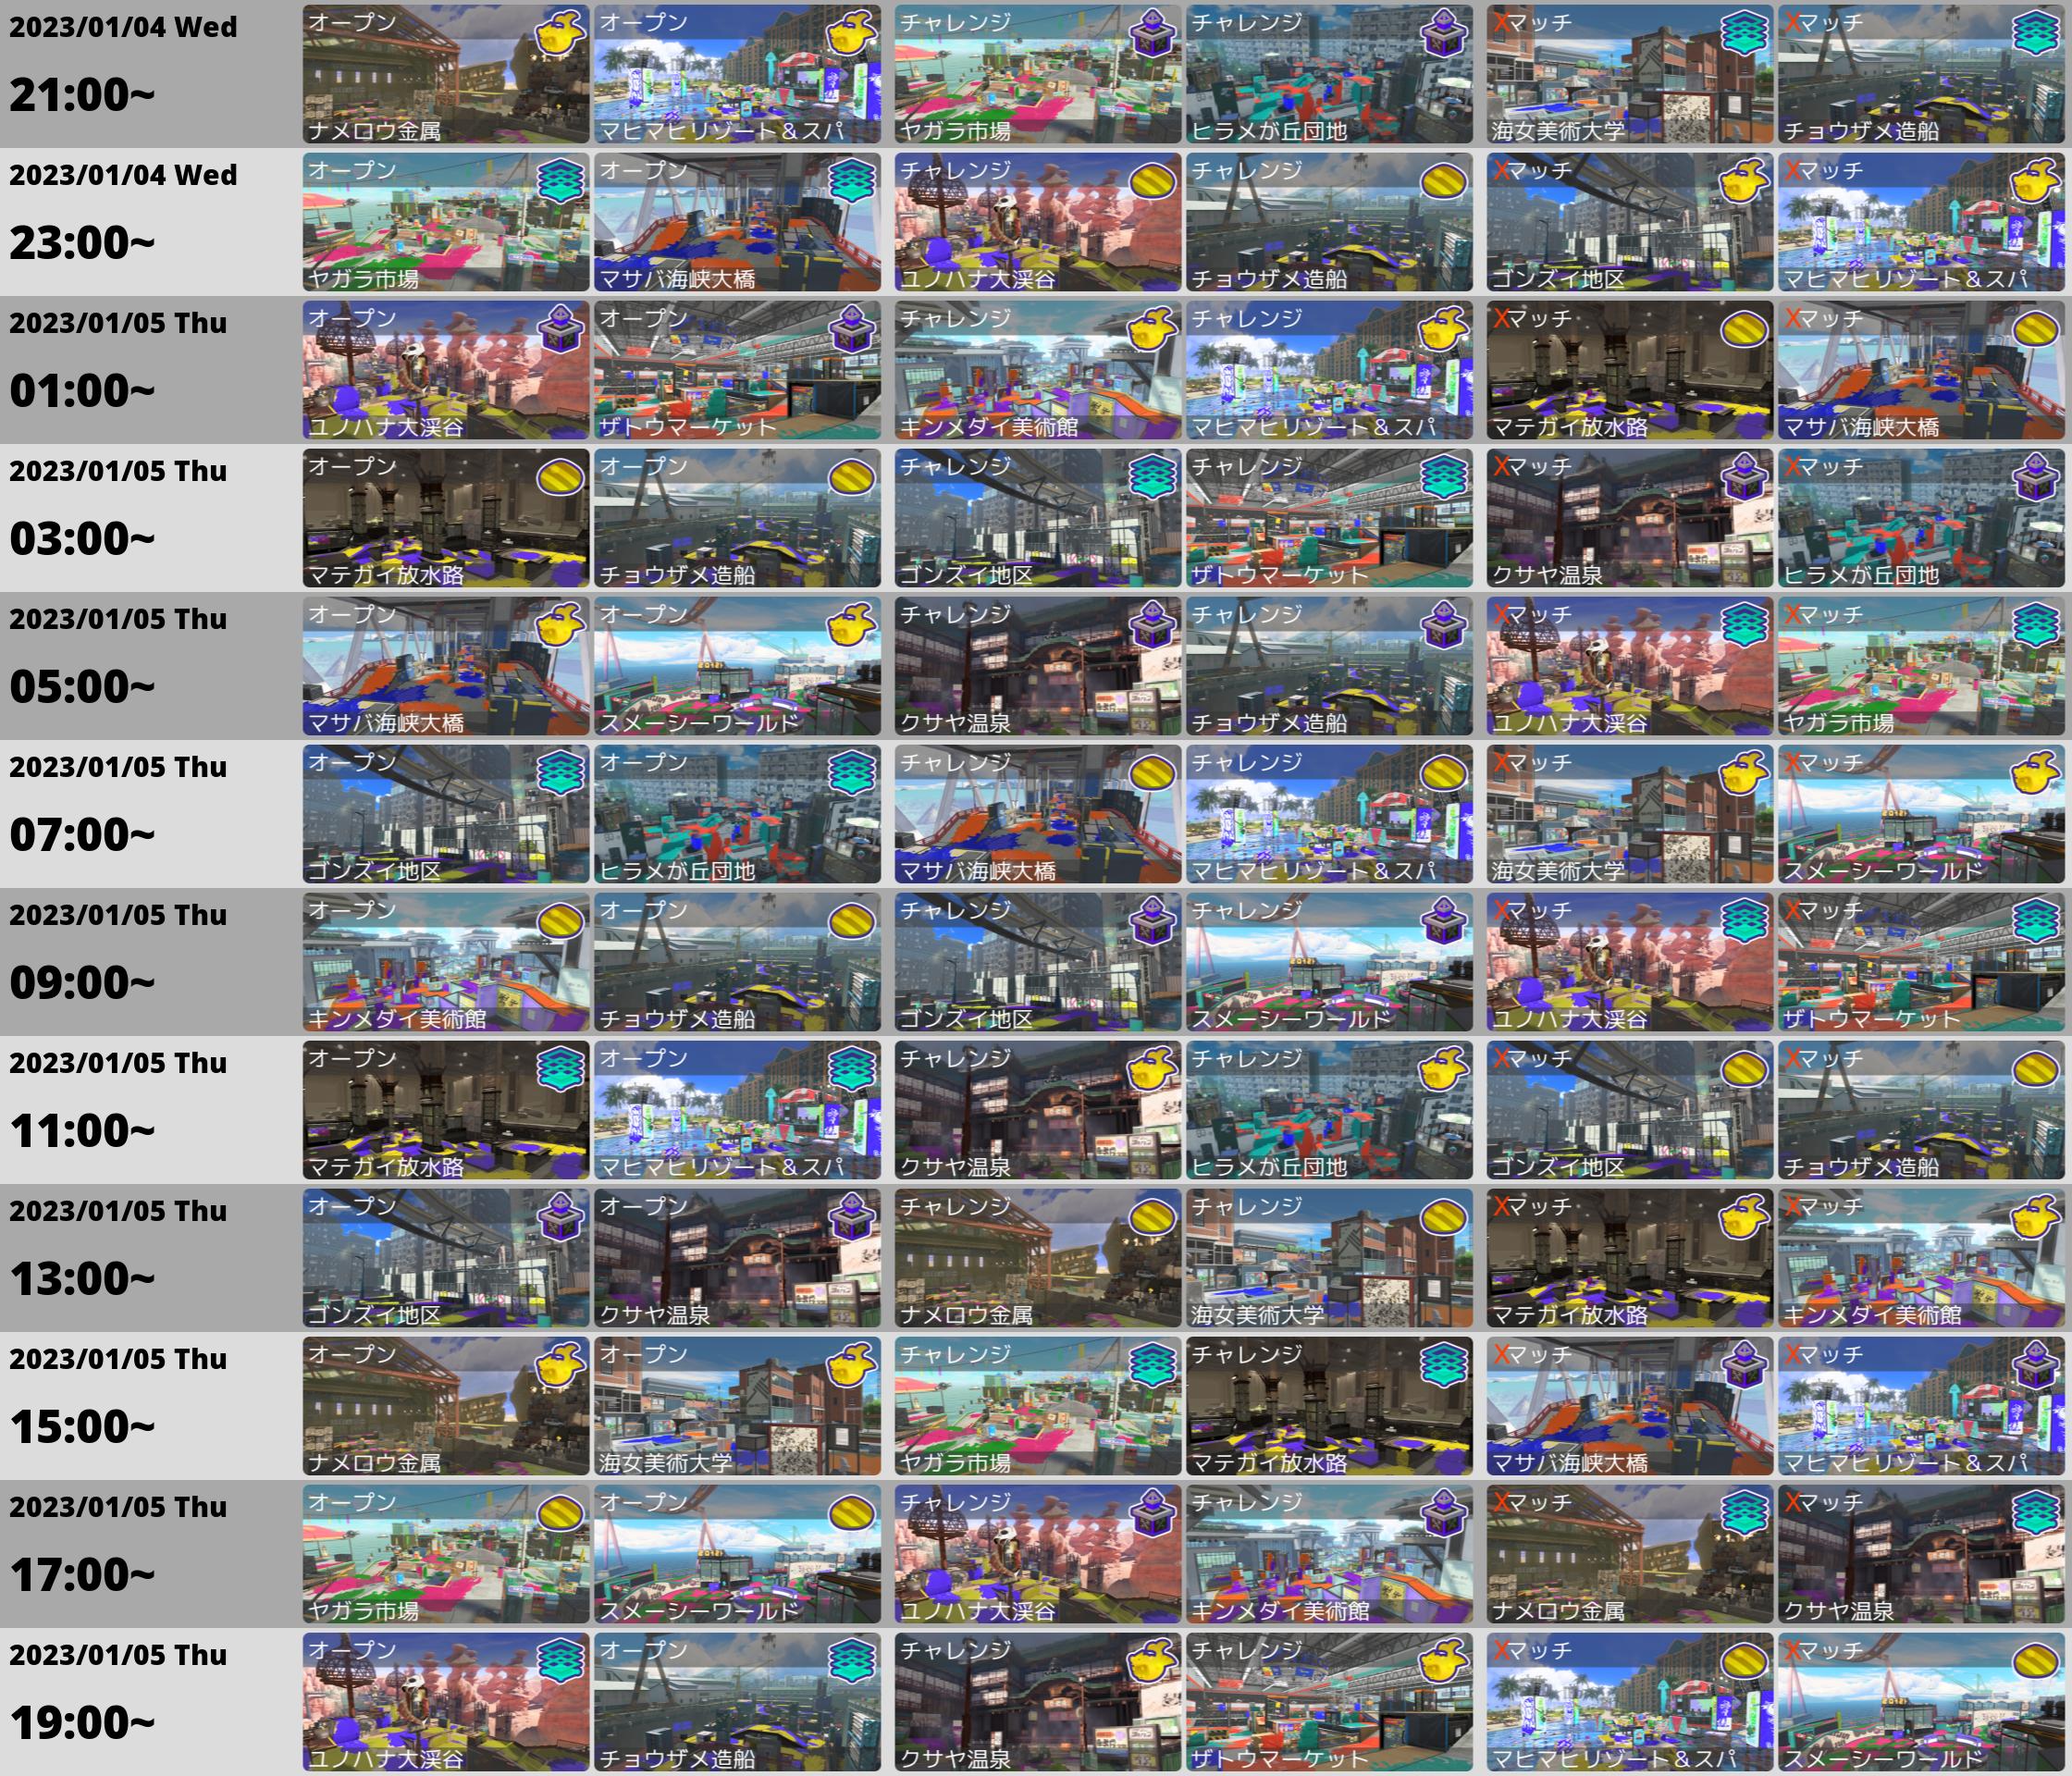 2023/01/04 Wed
21:00~
オープン オープン チャレンジ チャレンジ Xマッチ Xマッチ
ナメロウ金属 マヒマヒリゾート＆スパ ヤガラ市場 ヒラメが丘団地 海女美術大学 チョウザメ造船
2023/01/04 Wed
23:00~
オープン オープン チャレンジ チャレンジ Xマッチ Xマッチ
ヤガラ市場 マサバ海峡大橋 ユノハナ大渓谷 チョウザメ造船 ゴンズイ地区 マヒマヒリゾート＆スパ
2023/01/05 Thu
01:00~
オープン オープン チャレンジ チャレンジ Xマッチ Xマッチ
ユノハナ大渓谷 ザトウマーケット キンメダイ美術館 マヒマヒリゾート＆スパ マテガイ放水路 マサバ海峡大橋
2023/01/05 Thu
03:00~
オープン オープン チャレンジ チャレンジ Xマッチ Xマッチ
マテガイ放水路 チョウザメ造船 ゴンズイ地区 ザトウマーケット クサヤ温泉 ヒラメが丘団地
2023/01/05 Thu
05:00~
オープン オープン チャレンジ チャレンジ Xマッチ Xマッチ
マサバ海峡大橋 スメーシーワールド クサヤ温泉 チョウザメ造船 ユノハナ大渓谷 ヤガラ市場
2023/01/05 Thu
07:00~
オープン オープン チャレンジ チャレンジ Xマッチ Xマッチ
ゴンズイ地区 ヒラメが丘団地 マサバ海峡大橋 マヒマヒリゾート＆スパ 海女美術大学 スメーシーワールド
2023/01/05 Thu
09:00~
オープン オープン チャレンジ チャレンジ Xマッチ Xマッチ
キンメダイ美術館 チョウザメ造船 ゴンズイ地区 スメーシーワールド ユノハナ大渓谷 ザトウマーケット
2023/01/05 Thu
11:00~
オープン オープン チャレンジ チャレンジ Xマッチ Xマッチ
マテガイ放水路 マヒマヒリゾート＆スパ クサヤ温泉 ヒラメが丘団地 ゴンズイ地区 チョウザメ造船
2023/01/05 Thu
13:00~
オープン オープン チャレンジ チャレンジ Xマッチ Xマッチ
ゴンズイ地区 クサヤ温泉 ナメロウ金属 海女美術大学 マテガイ放水路 キンメダイ美術館
2023/01/05 Thu
15:00~
オープン オープン チャレンジ チャレンジ Xマッチ Xマッチ
ナメロウ金属 海女美術大学 ヤガラ市場 マテガイ放水路 マサバ海峡大橋 マヒマヒリゾート＆スパ
2023/01/05 Thu
17:00~
オープン オープン チャレンジ チャレンジ Xマッチ Xマッチ
ヤガラ市場 スメーシーワールド ユノハナ大渓谷 キンメダイ美術館 ナメロウ金属 クサヤ温泉
2023/01/05 Thu
19:00~
オープン オープン チャレンジ チャレンジ Xマッチ Xマッチ
ユノハナ大渓谷 チョウザメ造船 クサヤ温泉 ザトウマーケット マヒマヒリゾート＆スパ スメーシーワールド